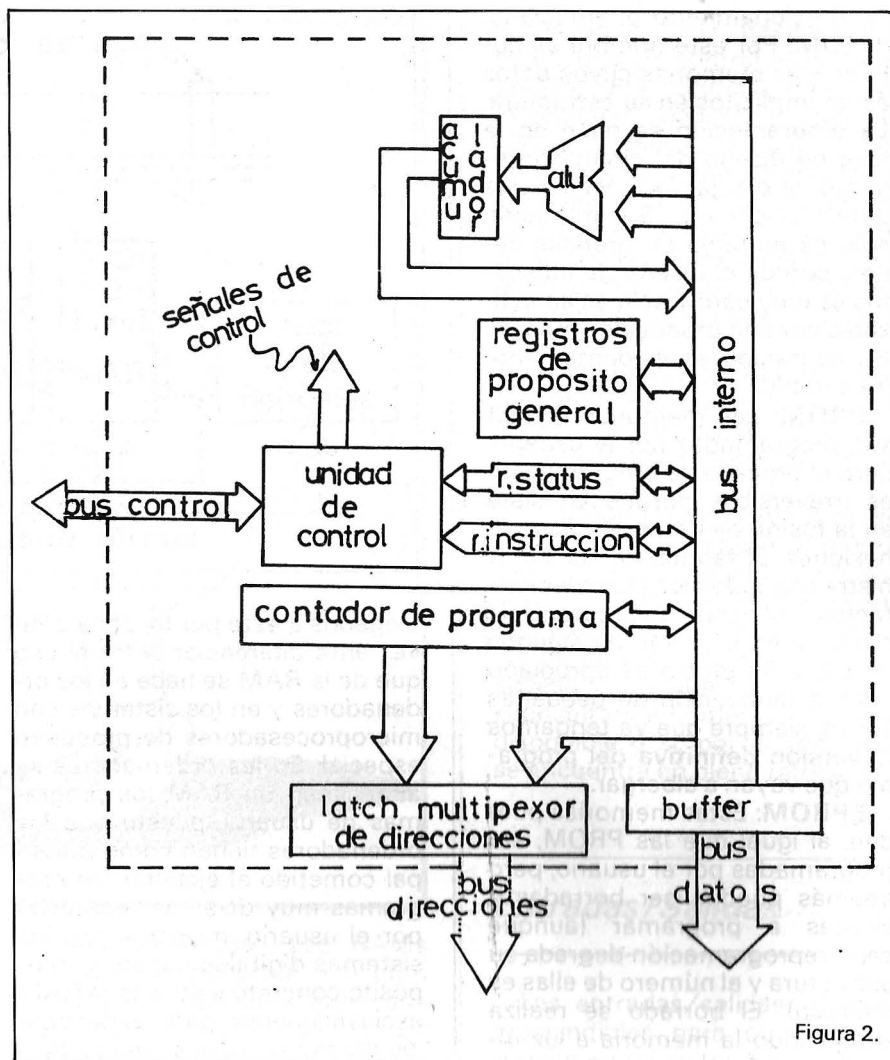 acumulador
alu
señales de
control
registros
de
propósito
general
bus interno
unidad
de
control
r.status
r.instruccion
bus control
contador de programa
latch multipexor
de direcciones
buffer
bus
direcciones
bus
datos
Figura 2.